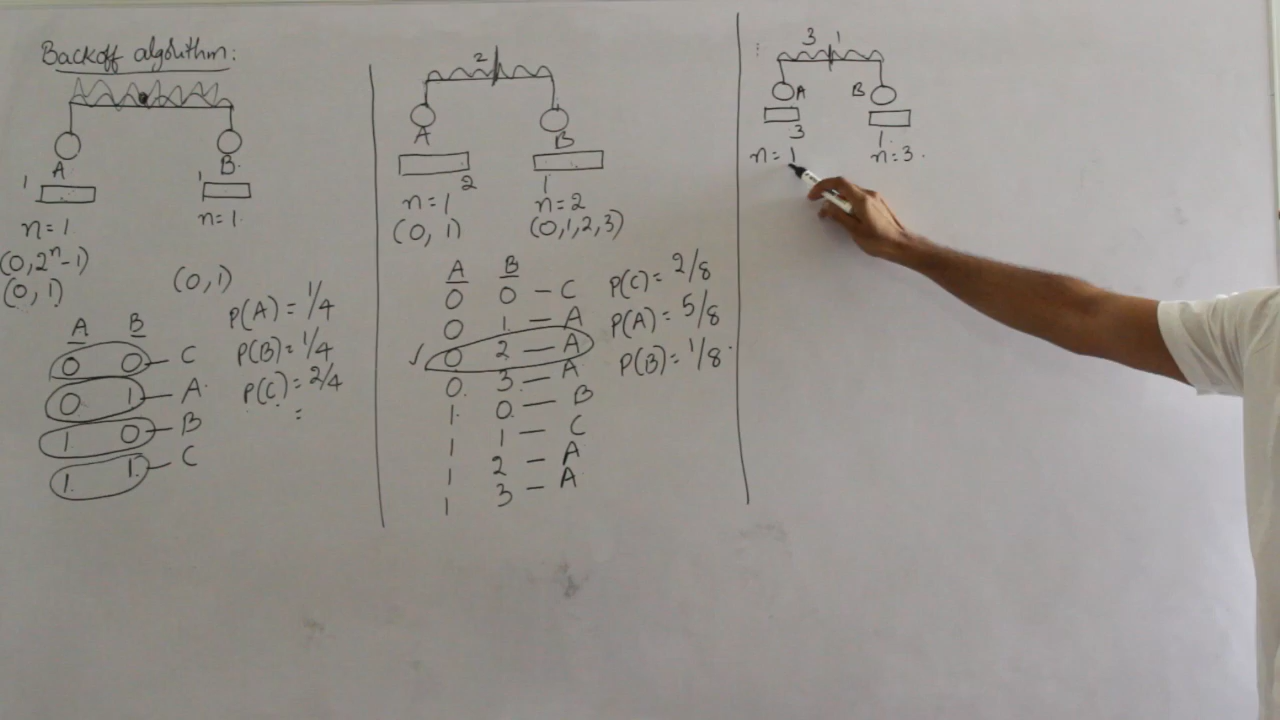 Backoff algorithm:
A B
1 1
n=1 n=1.
(0, 2ⁿ-1)
(0, 1) (0, 1)
A B
0 0 - C
0 1 - A.
1 0 - B
1. 1. - C
P(A) = 1/4
P(B) = 1/4
P(C) = 2/4
=
2
A B
2 1
n=1 n=2
(0, 1) (0,1,2,3)
A B
0 0 - C
0 1 - A
✓ 0 2 - A
0. 3. - A
1. 0. - B
1 1 - C
1 2 - A
1 3 - A
P(C) = 2/8
P(A) = 5/8
P(B) = 1/8.
3 1
A B
3 1.
n=1 n=3.